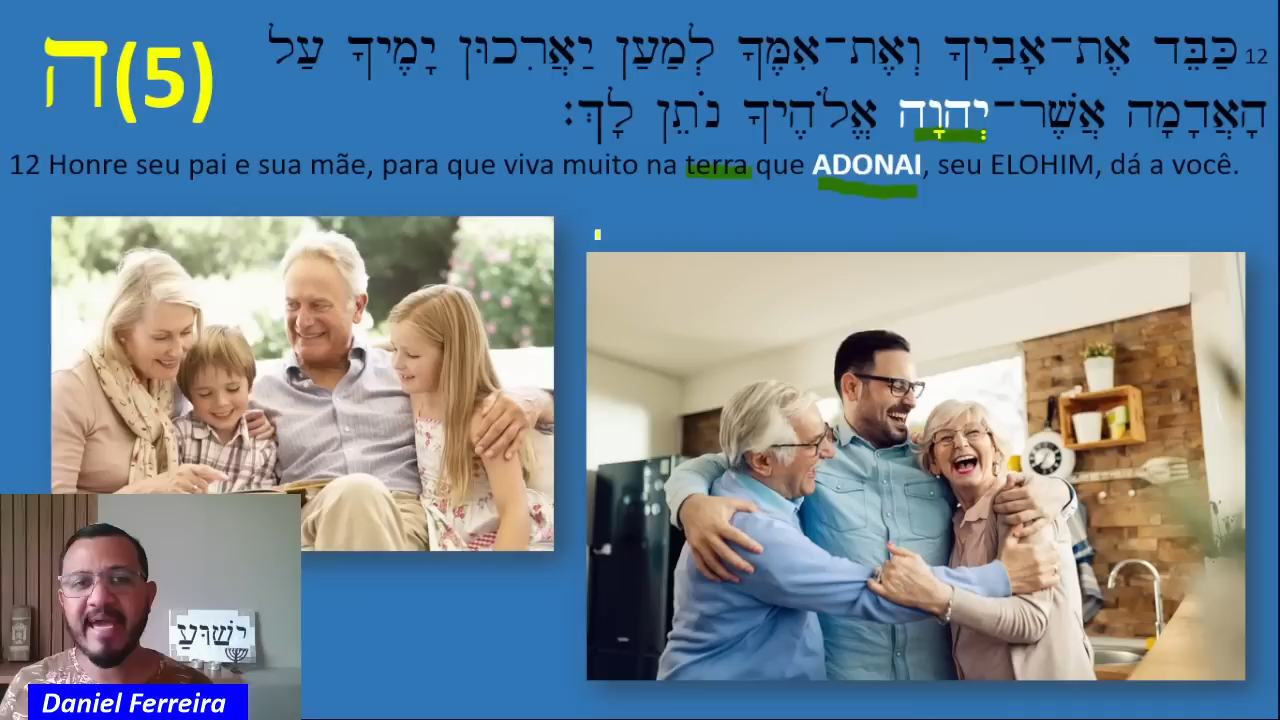 ה(5)
12 כַּבֵּד אֶת־אָבִיךָ וְאֶת־אִמֶּךָ לְמַעַן יַאֲרִכוּן יָמֶיךָ עַל
הָאֲדָמָה אֲשֶׁר־יְהוָה אֱלֹהֶיךָ נֹתֵן לָךְ׃
12 Honre seu pai e sua mãe, para que viva muito na terra que ADONAI, seu ELOHIM, dá a você.
ישוע
Daniel Ferreira